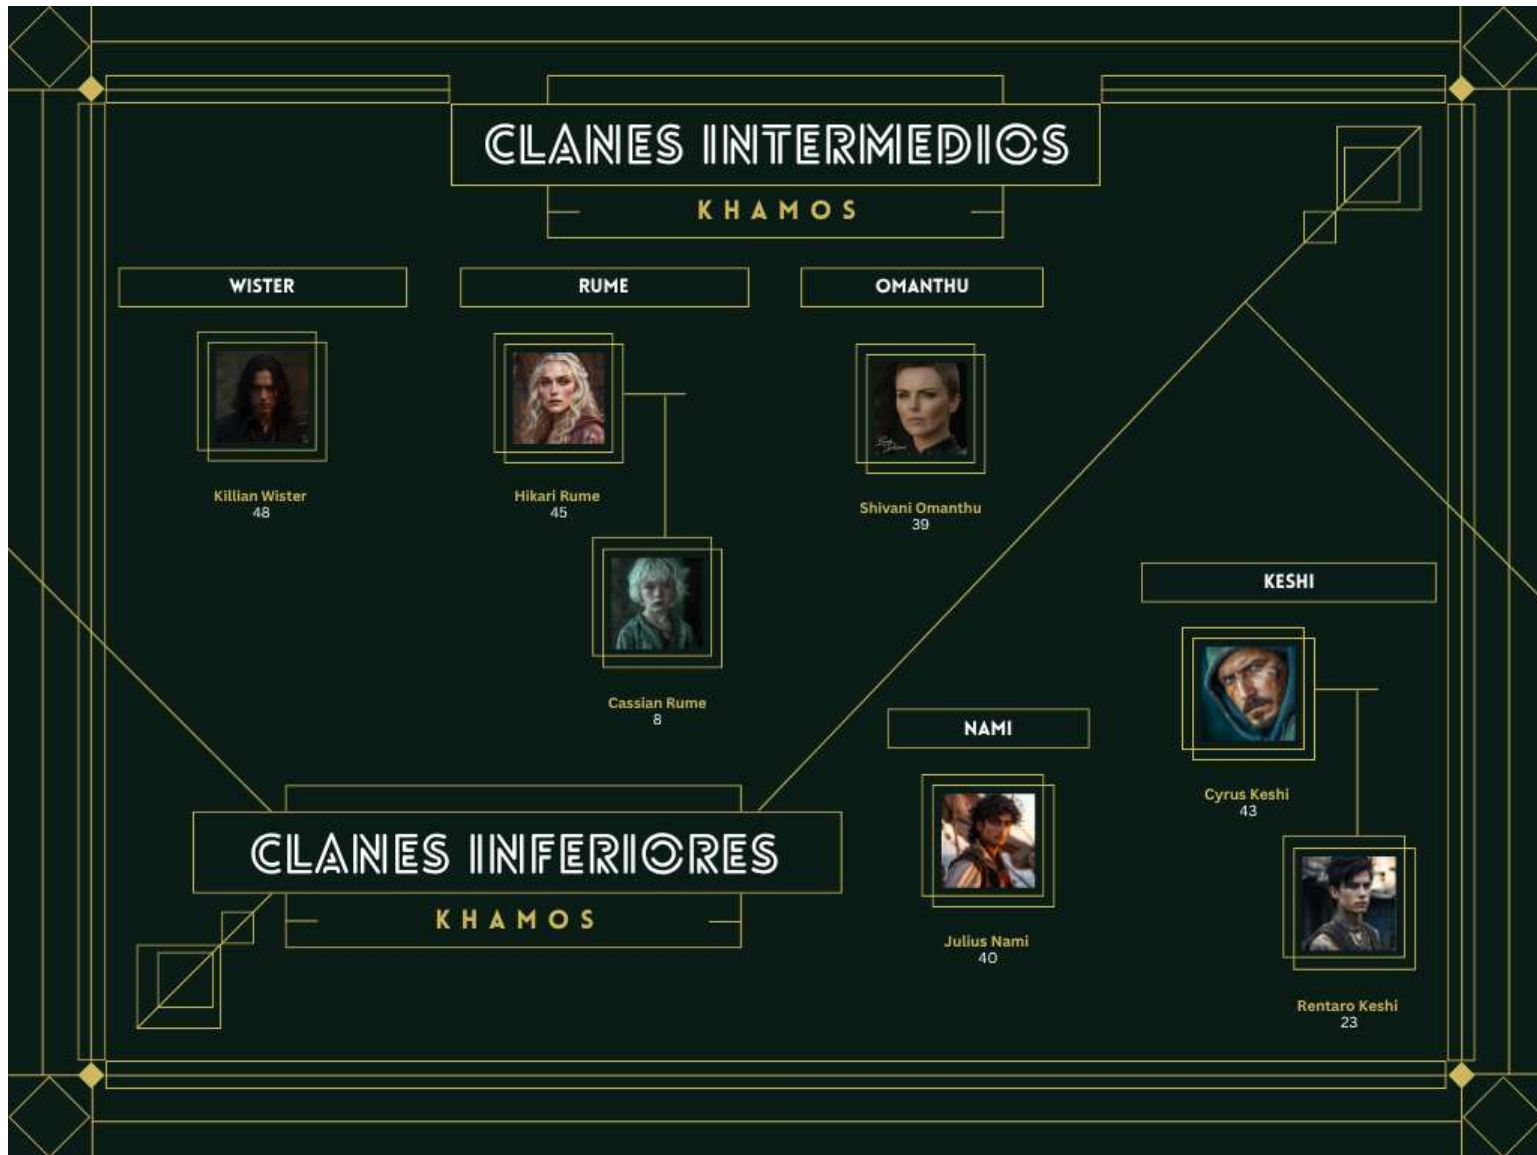 CLANES INTERMEDIOS
KHAMOS
WISTER
RUME
OMANTHU
Killian Wister
48
Hikari Rume
45
Shivani Omanthu
39
Cassian Rume
8
CLANES INFERIORES
KHAMOS
NAMI
Julius Nami
40
KESHI
Cyrus Keshi
43
Rentaro Keshi
23